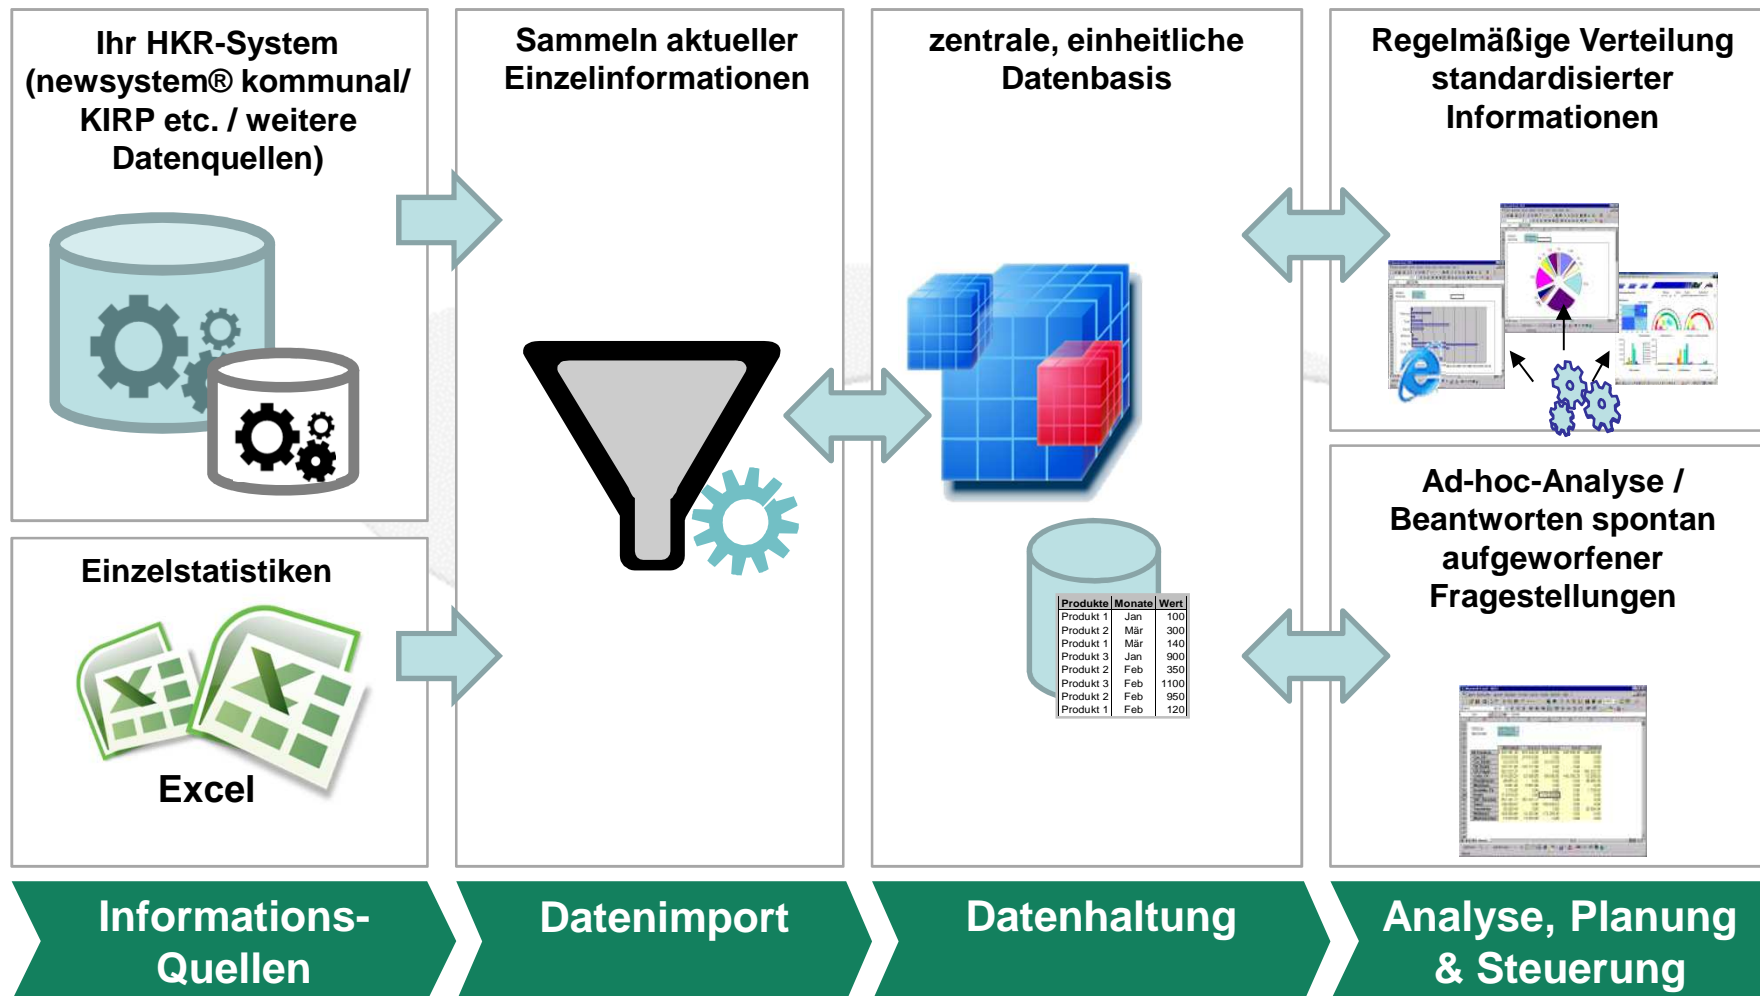 Ihr HKR-System
(newsystem® kommunal/
KIRP etc. / weitere
Datenquellen)
Einzelstatistiken
Excel
Sammeln aktueller
Einzelinformationen
zentrale, einheitliche
Datenbasis
Produkte Monate Wert
Produkt 1 Jan 100
Produkt 2 Mär 300
Produkt 1 Mär 140
Produkt 3 Jan 900
Produkt 2 Feb 350
Produkt 3 Feb 1100
Produkt 2 Feb 950
Produkt 1 Feb 120
Regelmäßige Verteilung
standardisierter
Informationen
Ad-hoc-Analyse /
Beantworten spontan
aufgeworfener
Fragestellungen
Informations-
Quellen
Datenimport
Datenhaltung
Analyse, Planung
& Steuerung